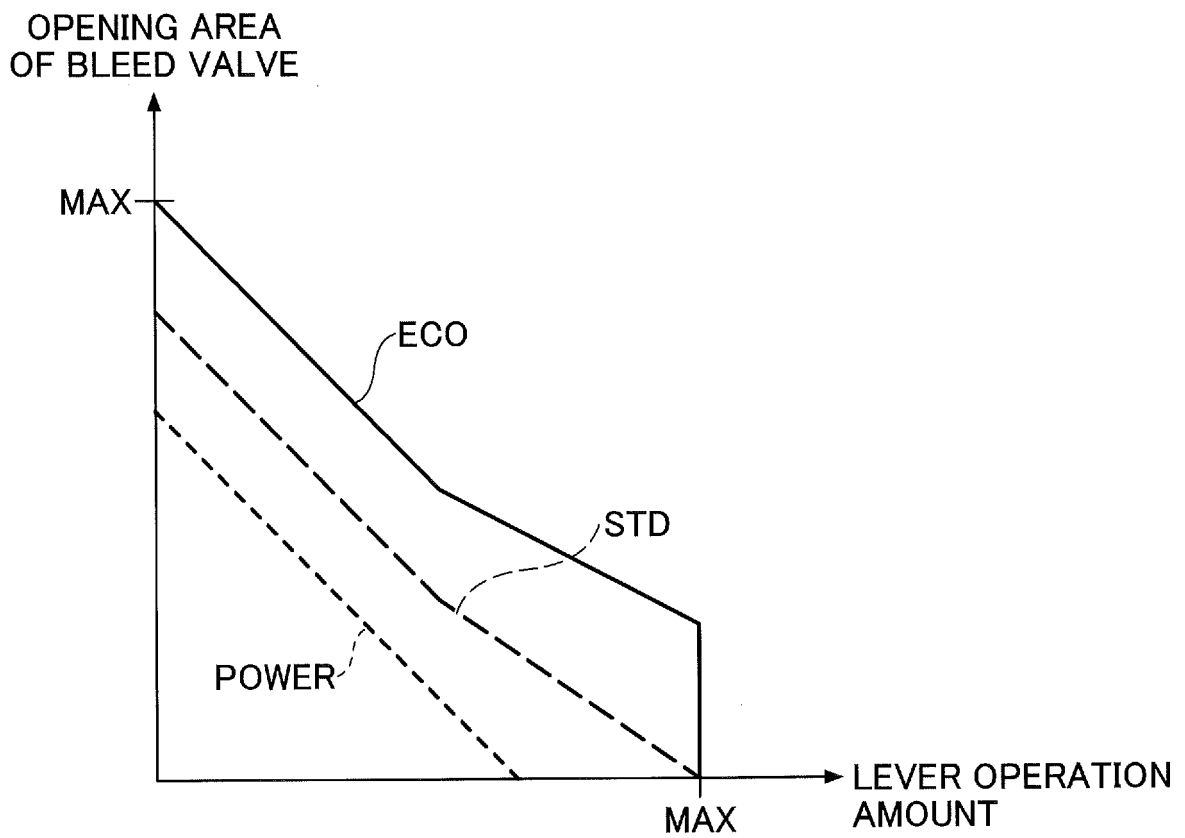 OPENING AREA
OF BLEED VALVE
MAX
ECO
STD
POWER
MAX
LEVER OPERATION
AMOUNT